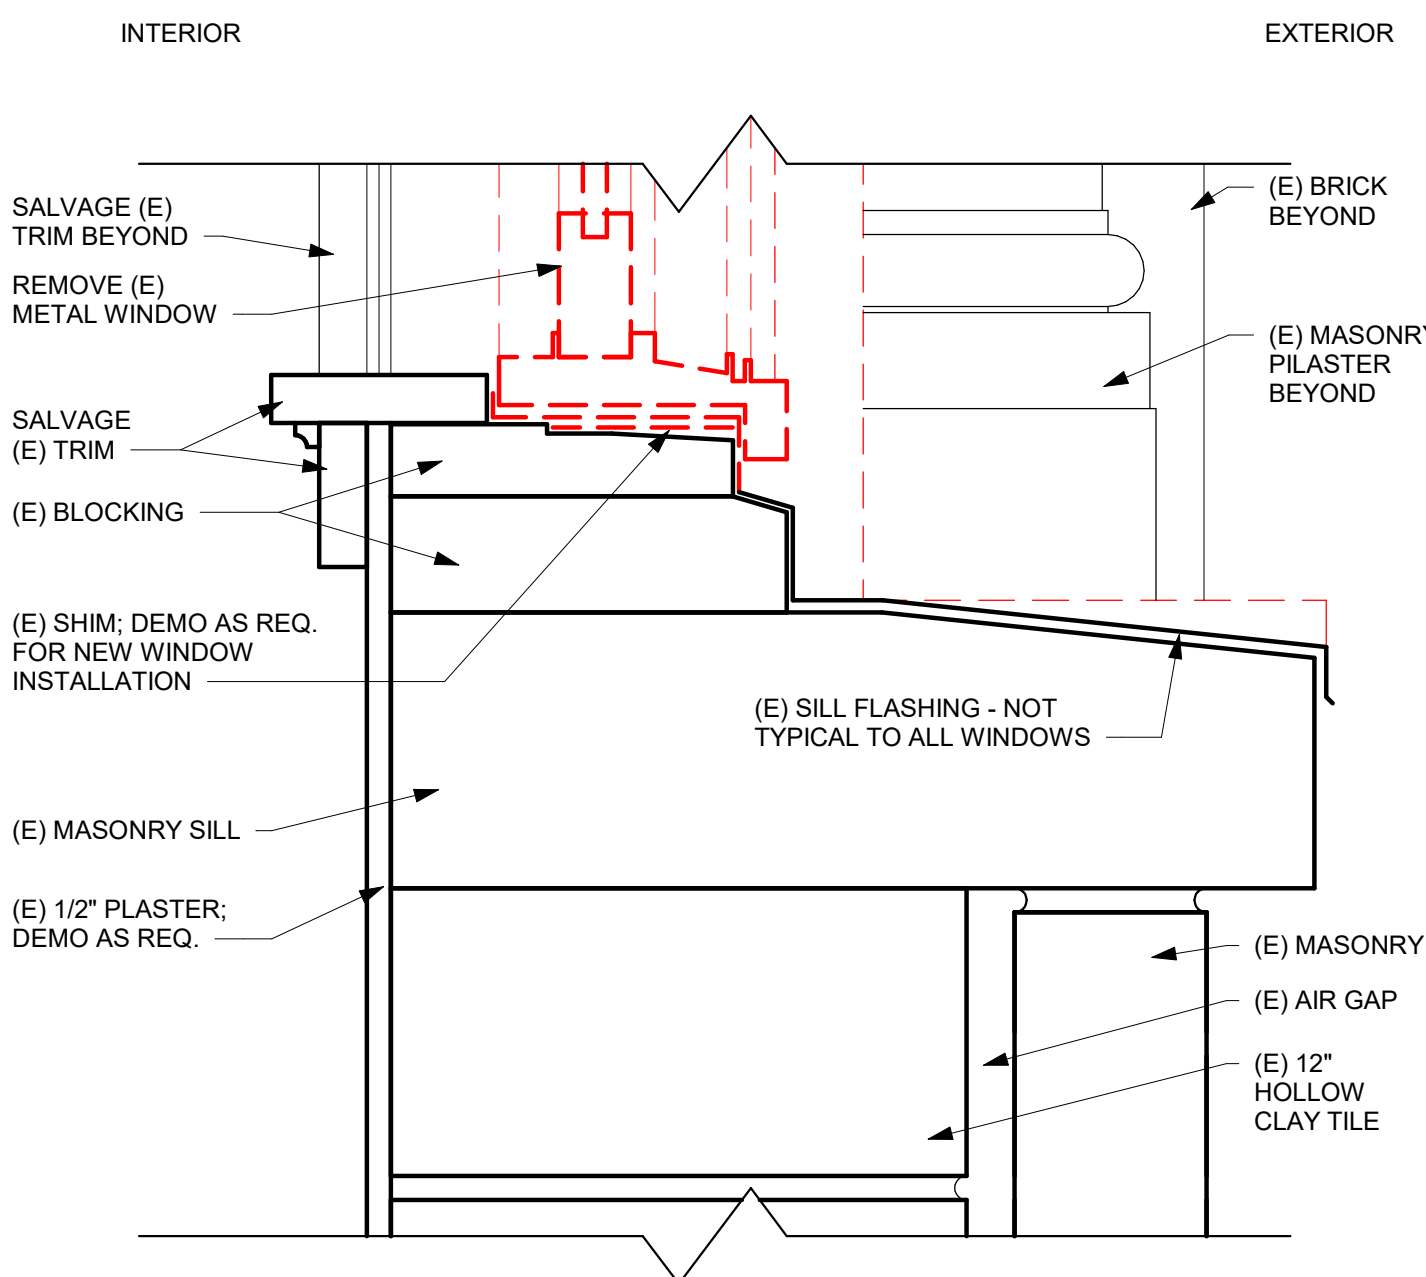 INTERIOR
EXTERIOR
SALVAGE (E)
TRIM BEYOND
REMOVE (E)
METAL WINDOW
SALVAGE
(E) TRIM
(E) BLOCKING
(E) SHIM; DEMO AS REQ.
FOR NEW WINDOW
INSTALLATION
(E) MASONRY SILL
(E) 1/2" PLASTER;
DEMO AS REQ.
(E) SILL FLASHING - NOT
TYPICAL TO ALL WINDOWS
(E) BRICK
BEYOND
(E) MASONRY
PILASTER
BEYOND
(E) MASONRY
(E) AIR GAP
(E) 12"
HOLLOW
CLAY TILE